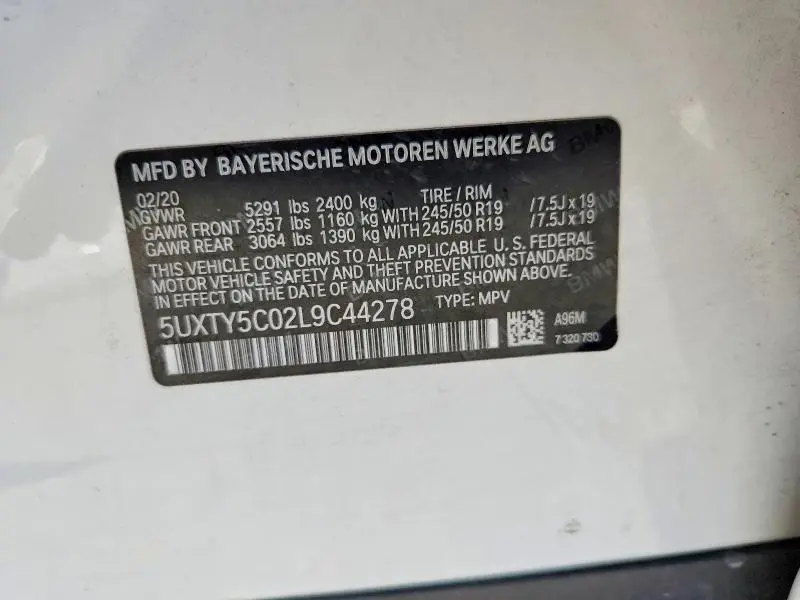 MFD BY BAYERISCHE MOTOREN WERKE AG
02/20
GVWR 5291 lbs 2400 kg TIRE / RIM
GAWR FRONT 2557 lbs 1160 kg WITH 245/50 R19 /7.5J x 19
GAWR REAR 3064 lbs 1390 kg WITH 245/50 R19 /7.5J x 19
THIS VEHICLE CONFORMS TO ALL APPLICABLE U. S. FEDERAL
MOTOR VEHICLE SAFETY AND THEFT PREVENTION STANDARDS
IN EFFECT ON THE DATE OF MANUFACTURE SHOWN ABOVE.
5UXTY5C02L9C44278 TYPE: MPV
A96M
7 320 730